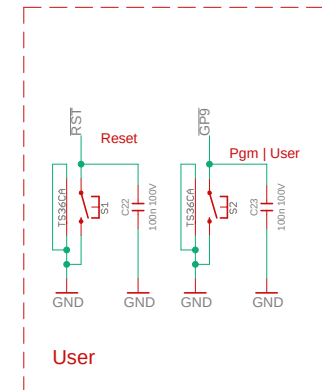 RST
GP9
Reset
Pgm | User
TS36CA
S1
C22
100n 100V
TS36CA
S2
C23
100n 100V
GND
GND
GND
GND
User